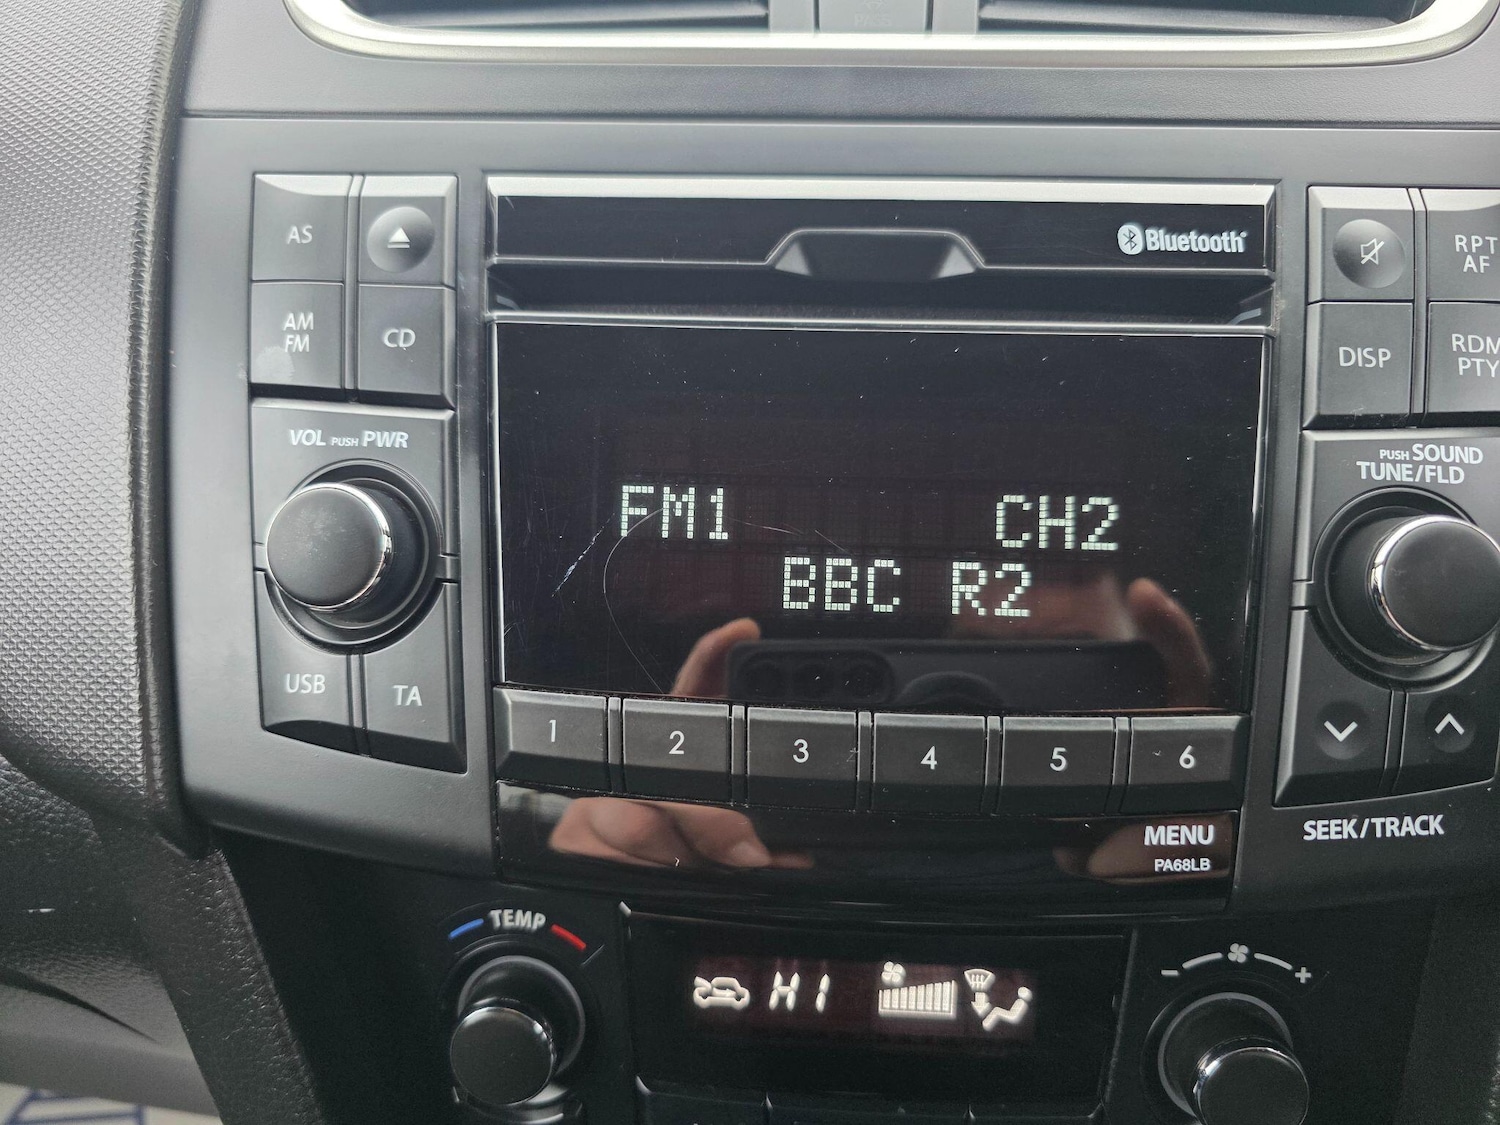 Bluetooth
AS
AM
FM
CD
RPT
AF
DISP
RDM
PTY
VOL PUSH PWR
PUSH SOUND
TUNE/FLD
FM1 CH2
BBC R2
USB
TA
1 2 3 4 5 6
MENU
PA68LB
SEEK/TRACK
TEMP
HI
- +